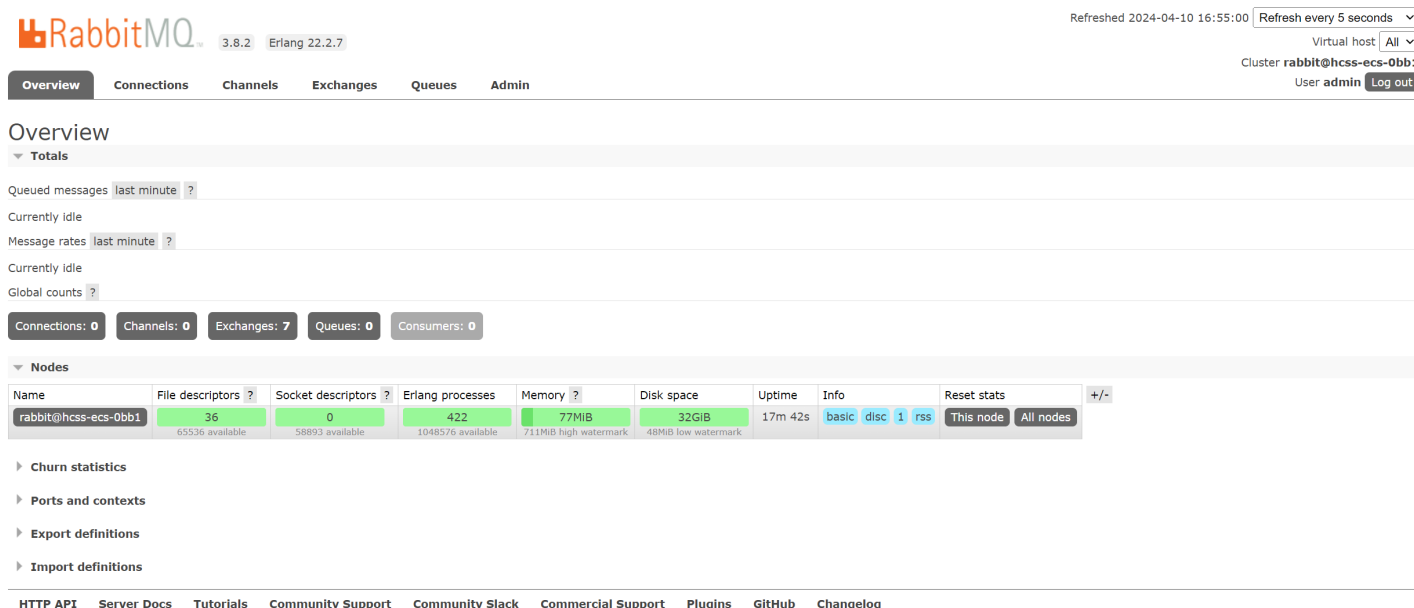 Refreshed 2024-04-10 16:55:00 Refresh every 5 seconds
RabbitMQ TM 3.8.2 Erlang 22.2.7
Virtual host All
Cluster rabbit@hcss-ecs-0bb1
User admin Log out
Overview Connections Channels Exchanges Queues Admin
Overview
Totals
Queued messages last minute ?
Currently idle
Message rates last minute ?
Currently idle
Global counts ?
Connections: 0 Channels: 0 Exchanges: 7 Queues: 0 Consumers: 0
Nodes
Name File descriptors ? Socket descriptors ? Erlang processes Memory ? Disk space Uptime Info Reset stats +/-
rabbit@hcss-ecs-0bb1 36 0 422 77MiB 32GiB 17m 42s basic disc 1 rss This node All nodes
65536 available 58893 available 1048576 available 711MiB high watermark 48MiB low watermark
Churn statistics
Ports and contexts
Export definitions
Import definitions
HTTP API Server Docs Tutorials Community Support Community Slack Commercial Support Plugins GitHub Changelog